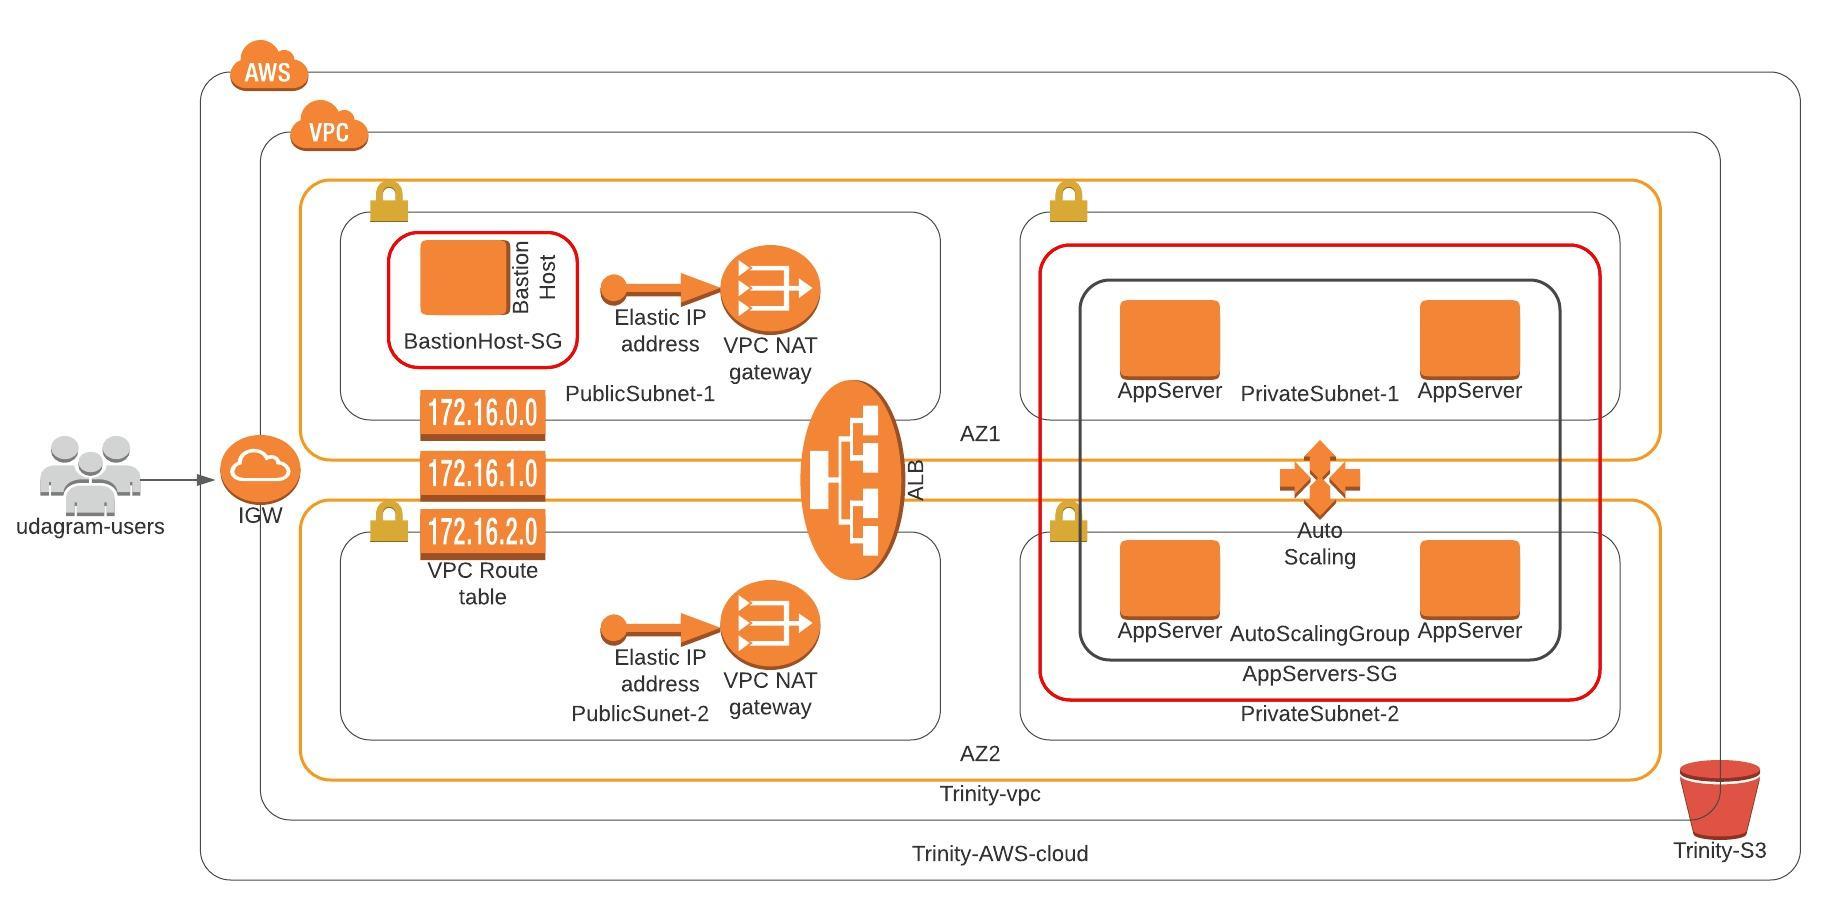 AWS
VPC
Bastion
Host
BastionHost-SG
Elastic IP
address
VPC NAT
gateway
PublicSubnet-1
AppServer
PrivateSubnet-1
AppServer
172.16.0.0
172.16.1.0
172.16.2.0
VPC Route
table
AZ1
ALB
udagram-users
IGW
Auto
Scaling
Elastic IP
address
VPC NAT
gateway
PublicSunet-2
AppServer
AutoScalingGroup
AppServer
AppServers-SG
PrivateSubnet-2
AZ2
Trinity-vpc
Trinity-AWS-cloud
Trinity-S3